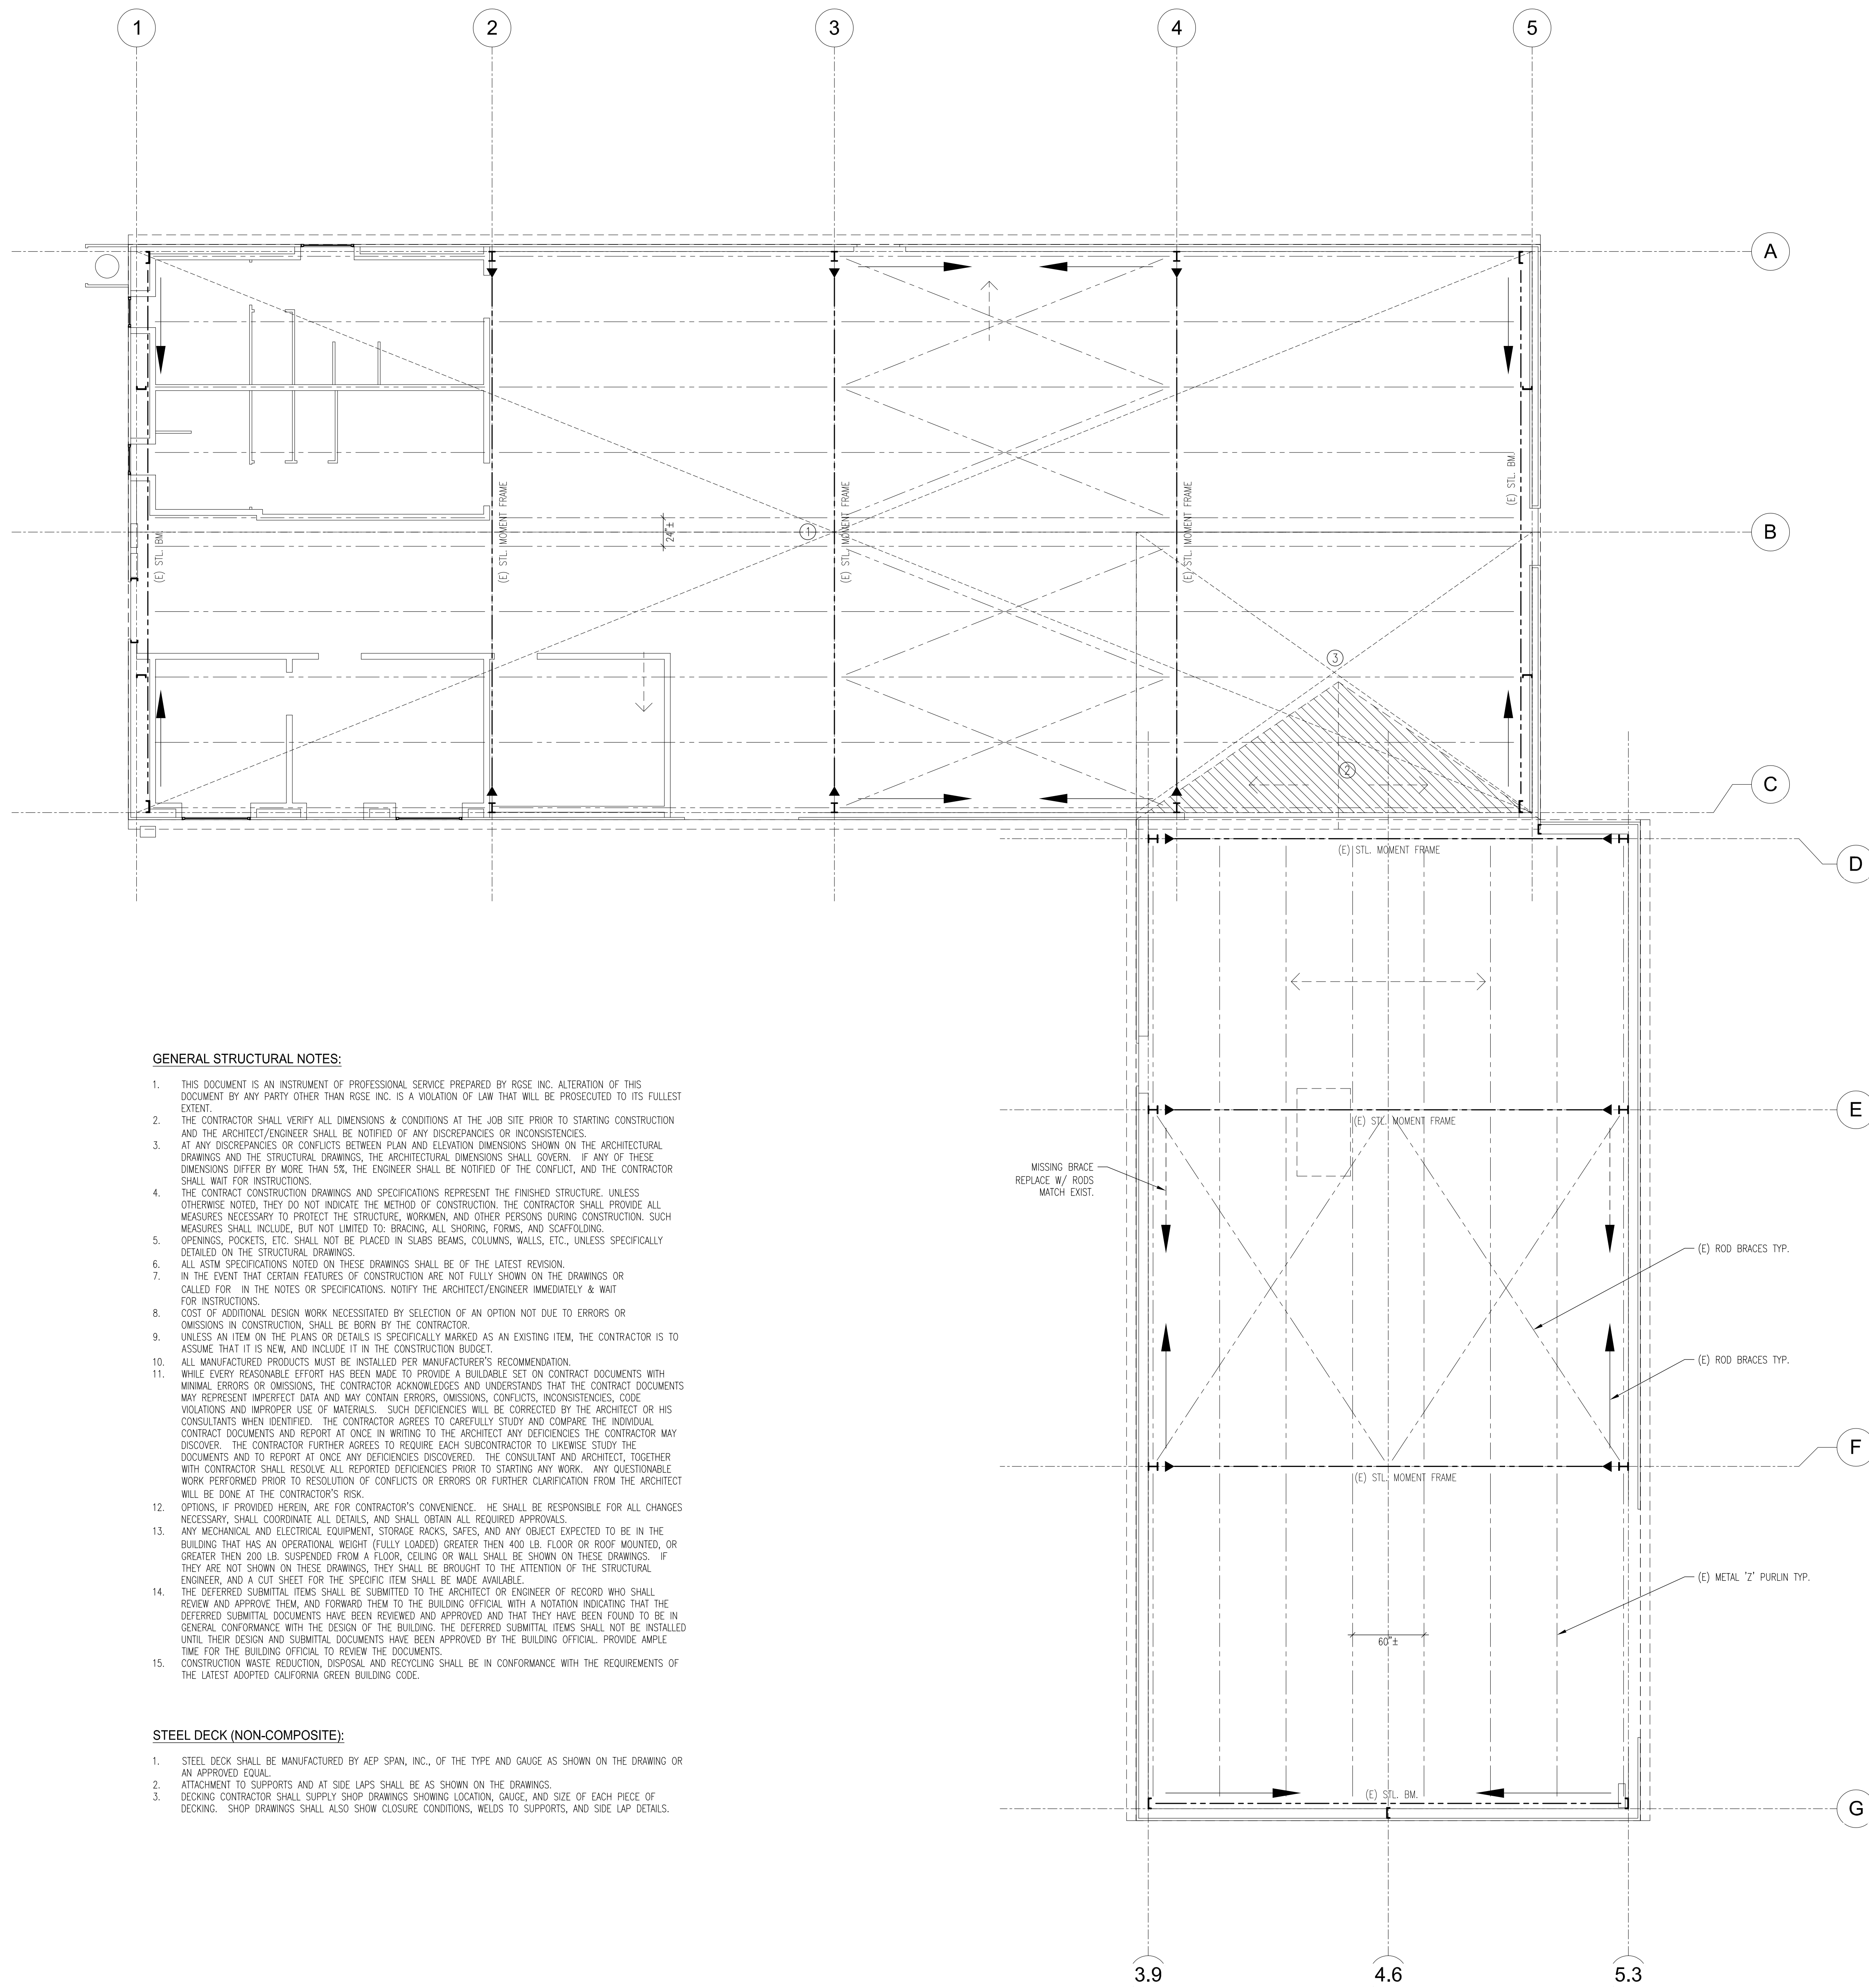 1
2
3
4
5
A
B
C
D
E
F
G
(E) STL. BM.
(E) STL. MOMENT FRAME
24"±
1
(E) STL. MOMENT FRAME
(E) STL. MOMENT FRAME
(E) STL. BM.
3
2
(E) STL. MOMENT FRAME
(E) STL. MOMENT FRAME
MISSING BRACE
REPLACE W/ RODS
MATCH EXIST.
(E) ROD BRACES TYP.
(E) ROD BRACES TYP.
(E) STL. MOMENT FRAME
(E) METAL 'Z' PURLIN TYP.
60"±
(E) STL. BM.
3.9
4.6
5.3
GENERAL STRUCTURAL NOTES:
1. THIS DOCUMENT IS AN INSTRUMENT OF PROFESSIONAL SERVICE PREPARED BY RGSE INC. ALTERATION OF THIS
DOCUMENT BY ANY PARTY OTHER THAN RGSE INC. IS A VIOLATION OF LAW THAT WILL BE PROSECUTED TO ITS FULLEST
EXTENT.
2. THE CONTRACTOR SHALL VERIFY ALL DIMENSIONS & CONDITIONS AT THE JOB SITE PRIOR TO STARTING CONSTRUCTION
AND THE ARCHITECT/ENGINEER SHALL BE NOTIFIED OF ANY DISCREPANCIES OR INCONSISTENCIES.
3. AT ANY DISCREPANCIES OR CONFLICTS BETWEEN PLAN AND ELEVATION DIMENSIONS SHOWN ON THE ARCHITECTURAL
DRAWINGS AND THE STRUCTURAL DRAWINGS, THE ARCHITECTURAL DIMENSIONS SHALL GOVERN. IF ANY OF THESE
DIMENSIONS DIFFER BY MORE THAN 5%, THE ENGINEER SHALL BE NOTIFIED OF THE CONFLICT, AND THE CONTRACTOR
SHALL WAIT FOR INSTRUCTIONS.
4. THE CONTRACT CONSTRUCTION DRAWINGS AND SPECIFICATIONS REPRESENT THE FINISHED STRUCTURE. UNLESS
OTHERWISE NOTED, THEY DO NOT INDICATE THE METHOD OF CONSTRUCTION. THE CONTRACTOR SHALL PROVIDE ALL
MEASURES NECESSARY TO PROTECT THE STRUCTURE, WORKMEN, AND OTHER PERSONS DURING CONSTRUCTION. SUCH
MEASURES SHALL INCLUDE, BUT NOT LIMITED TO: BRACING, ALL SHORING, FORMS, AND SCAFFOLDING.
5. OPENINGS, POCKETS, ETC. SHALL NOT BE PLACED IN SLABS BEAMS, COLUMNS, WALLS, ETC., UNLESS SPECIFICALLY
DETAILED ON THE STRUCTURAL DRAWINGS.
6. ALL ASTM SPECIFICATIONS NOTED ON THESE DRAWINGS SHALL BE OF THE LATEST REVISION.
7. IN THE EVENT THAT CERTAIN FEATURES OF CONSTRUCTION ARE NOT FULLY SHOWN ON THE DRAWINGS OR
CALLED FOR IN THE NOTES OR SPECIFICATIONS. NOTIFY THE ARCHITECT/ENGINEER IMMEDIATELY & WAIT
FOR INSTRUCTIONS.
8. COST OF ADDITIONAL DESIGN WORK NECESSITATED BY SELECTION OF AN OPTION NOT DUE TO ERRORS OR
OMISSIONS IN CONSTRUCTION, SHALL BE BORN BY THE CONTRACTOR.
9. UNLESS AN ITEM ON THE PLANS OR DETAILS IS SPECIFICALLY MARKED AS AN EXISTING ITEM, THE CONTRACTOR IS TO
ASSUME THAT IT IS NEW, AND INCLUDE IT IN THE CONSTRUCTION BUDGET.
10. ALL MANUFACTURED PRODUCTS MUST BE INSTALLED PER MANUFACTURER'S RECOMMENDATION.
11. WHILE EVERY REASONABLE EFFORT HAS BEEN MADE TO PROVIDE A BUILDABLE SET ON CONTRACT DOCUMENTS WITH
MINIMAL ERRORS OR OMISSIONS, THE CONTRACTOR ACKNOWLEDGES AND UNDERSTANDS THAT THE CONTRACT DOCUMENTS
MAY REPRESENT IMPERFECT DATA AND MAY CONTAIN ERRORS, OMISSIONS, CONFLICTS, INCONSISTENCIES, CODE
VIOLATIONS AND IMPROPER USE OF MATERIALS. SUCH DEFICIENCIES WILL BE CORRECTED BY THE ARCHITECT OR HIS
CONSULTANTS WHEN IDENTIFIED. THE CONTRACTOR AGREES TO CAREFULLY STUDY AND COMPARE THE INDIVIDUAL
CONTRACT DOCUMENTS AND REPORT AT ONCE IN WRITING TO THE ARCHITECT ANY DEFICIENCIES THE CONTRACTOR MAY
DISCOVER. THE CONTRACTOR FURTHER AGREES TO REQUIRE EACH SUBCONTRACTOR TO LIKEWISE STUDY THE
DOCUMENTS AND TO REPORT AT ONCE ANY DEFICIENCIES DISCOVERED. THE CONSULTANT AND ARCHITECT, TOGETHER
WITH CONTRACTOR SHALL RESOLVE ALL REPORTED DEFICIENCIES PRIOR TO STARTING ANY WORK. ANY QUESTIONABLE
WORK PERFORMED PRIOR TO RESOLUTION OF CONFLICTS OR ERRORS OR FURTHER CLARIFICATION FROM THE ARCHITECT
WILL BE DONE AT THE CONTRACTOR'S RISK.
12. OPTIONS, IF PROVIDED HEREIN, ARE FOR CONTRACTOR'S CONVENIENCE. HE SHALL BE RESPONSIBLE FOR ALL CHANGES
NECESSARY, SHALL COORDINATE ALL DETAILS, AND SHALL OBTAIN ALL REQUIRED APPROVALS.
13. ANY MECHANICAL AND ELECTRICAL EQUIPMENT, STORAGE RACKS, SAFES, AND ANY OBJECT EXPECTED TO BE IN THE
BUILDING THAT HAS AN OPERATIONAL WEIGHT (FULLY LOADED) GREATER THEN 400 LB. FLOOR OR ROOF MOUNTED, OR
GREATER THEN 200 LB. SUSPENDED FROM A FLOOR, CEILING OR WALL SHALL BE SHOWN ON THESE DRAWINGS. IF
THEY ARE NOT SHOWN ON THESE DRAWINGS, THEY SHALL BE BROUGHT TO THE ATTENTION OF THE STRUCTURAL
ENGINEER, AND A CUT SHEET FOR THE SPECIFIC ITEM SHALL BE MADE AVAILABLE.
14. THE DEFERRED SUBMITTAL ITEMS SHALL BE SUBMITTED TO THE ARCHITECT OR ENGINEER OF RECORD WHO SHALL
REVIEW AND APPROVE THEM, AND FORWARD THEM TO THE BUILDING OFFICIAL WITH A NOTATION INDICATING THAT THE
DEFERRED SUBMITTAL DOCUMENTS HAVE BEEN REVIEWED AND APPROVED AND THAT THEY HAVE BEEN FOUND TO BE IN
GENERAL CONFORMANCE WITH THE DESIGN OF THE BUILDING. THE DEFERRED SUBMITTAL ITEMS SHALL NOT BE INSTALLED
UNTIL THEIR DESIGN AND SUBMITTAL DOCUMENTS HAVE BEEN APPROVED BY THE BUILDING OFFICIAL. PROVIDE AMPLE
TIME FOR THE BUILDING OFFICIAL TO REVIEW THE DOCUMENTS.
15. CONSTRUCTION WASTE REDUCTION, DISPOSAL AND RECYCLING SHALL BE IN CONFORMANCE WITH THE REQUIREMENTS OF
THE LATEST ADOPTED CALIFORNIA GREEN BUILDING CODE.
STEEL DECK (NON-COMPOSITE):
1. STEEL DECK SHALL BE MANUFACTURED BY AEP SPAN, INC., OF THE TYPE AND GAUGE AS SHOWN ON THE DRAWING OR
AN APPROVED EQUAL.
2. ATTACHMENT TO SUPPORTS AND AT SIDE LAPS SHALL BE AS SHOWN ON THE DRAWINGS.
3. DECKING CONTRACTOR SHALL SUPPLY SHOP DRAWINGS SHOWING LOCATION, GAUGE, AND SIZE OF EACH PIECE OF
DECKING. SHOP DRAWINGS SHALL ALSO SHOW CLOSURE CONDITIONS, WELDS TO SUPPORTS, AND SIDE LAP DETAILS.